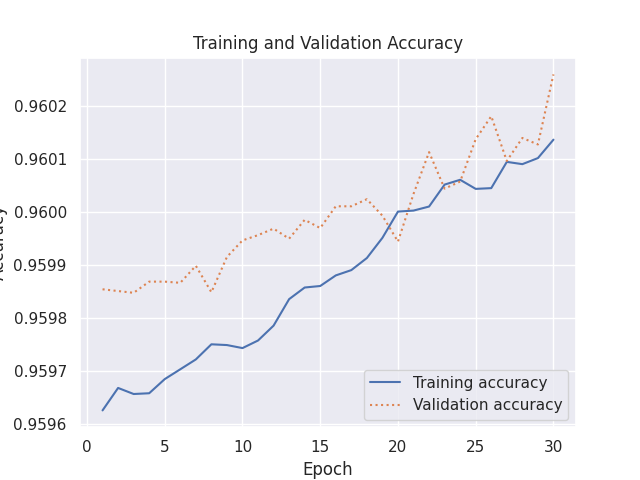 Training and Validation Accuracy
0.9602
0.9601
0.9600
0.9599
0.9598
0.9597
0.9596
Accuracy
0 5 10 15 20 25 30
Epoch
Training accuracy
Validation accuracy